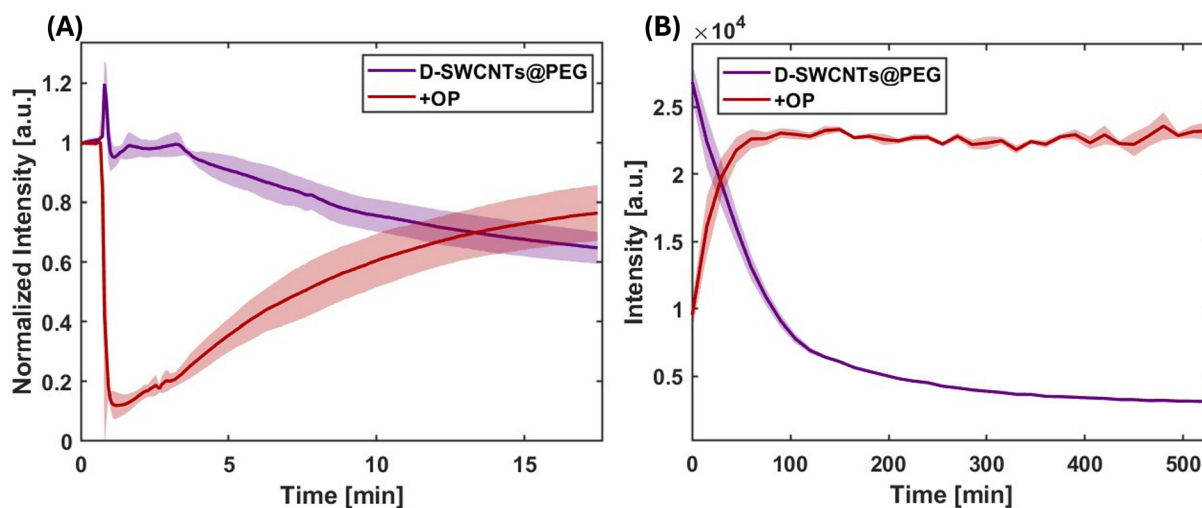 (A)
Normalized Intensity [a.u.]
1.2
1
0.8
0.6
0.4
0.2
0
0
5
10
15
Time [min]
D-SWCNTs@PEG
+OP
(B)
×10⁴
Intensity [a.u.]
2.5
2
1.5
1
0.5
0
100
200
300
400
500
Time [min]
D-SWCNTs@PEG
+OP